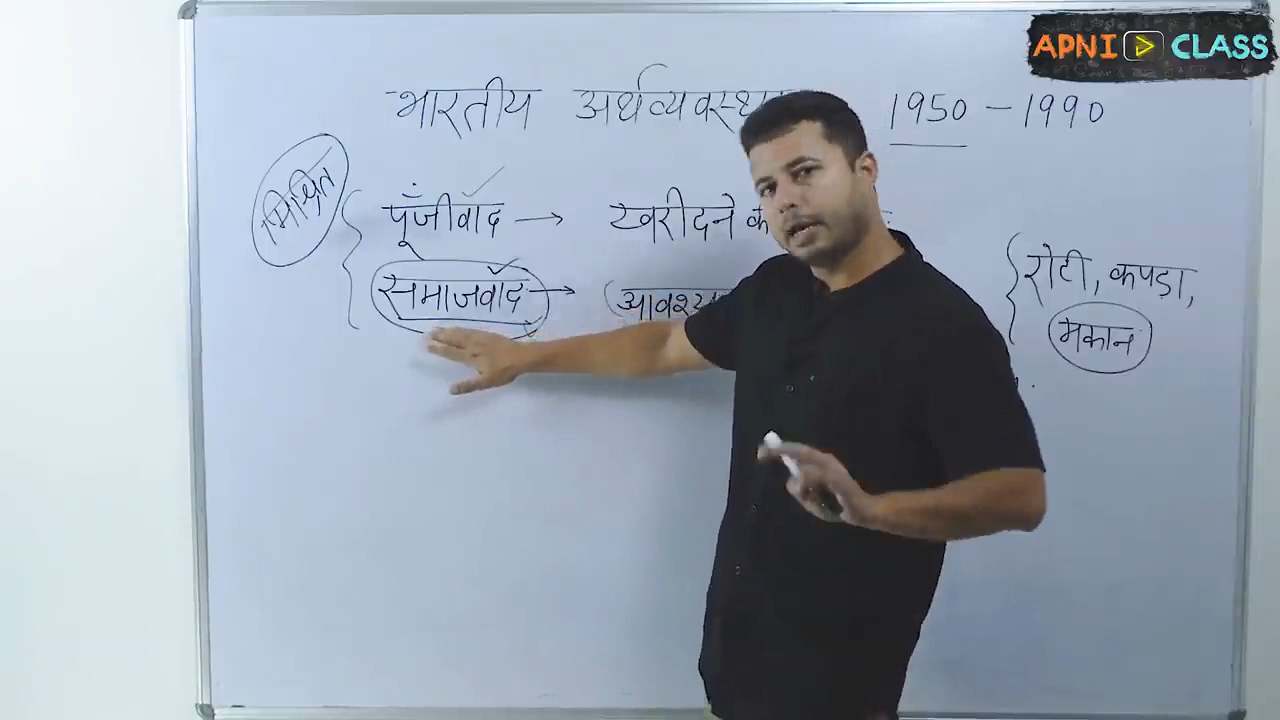 APNI CLASS
भारतीय अर्थव्यवस्था 1950 - 1990
मिश्रित
पूँजीवाद → खरीदने
समाजवाद →
रोटी, कपड़ा,
मकान